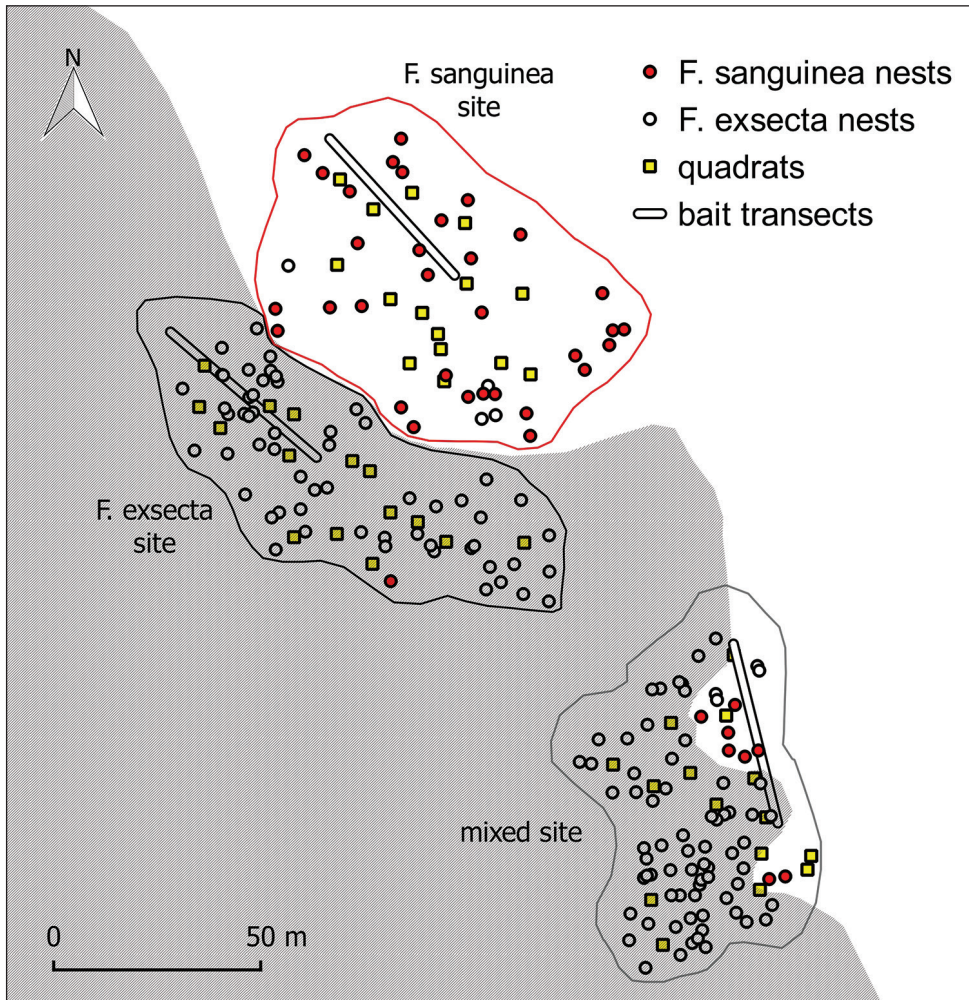 N
F. sanguinea
site
F. sanguinea nests
F. exsecta nests
quadrats
bait transects
F. exsecta
site
mixed site
0
50 m